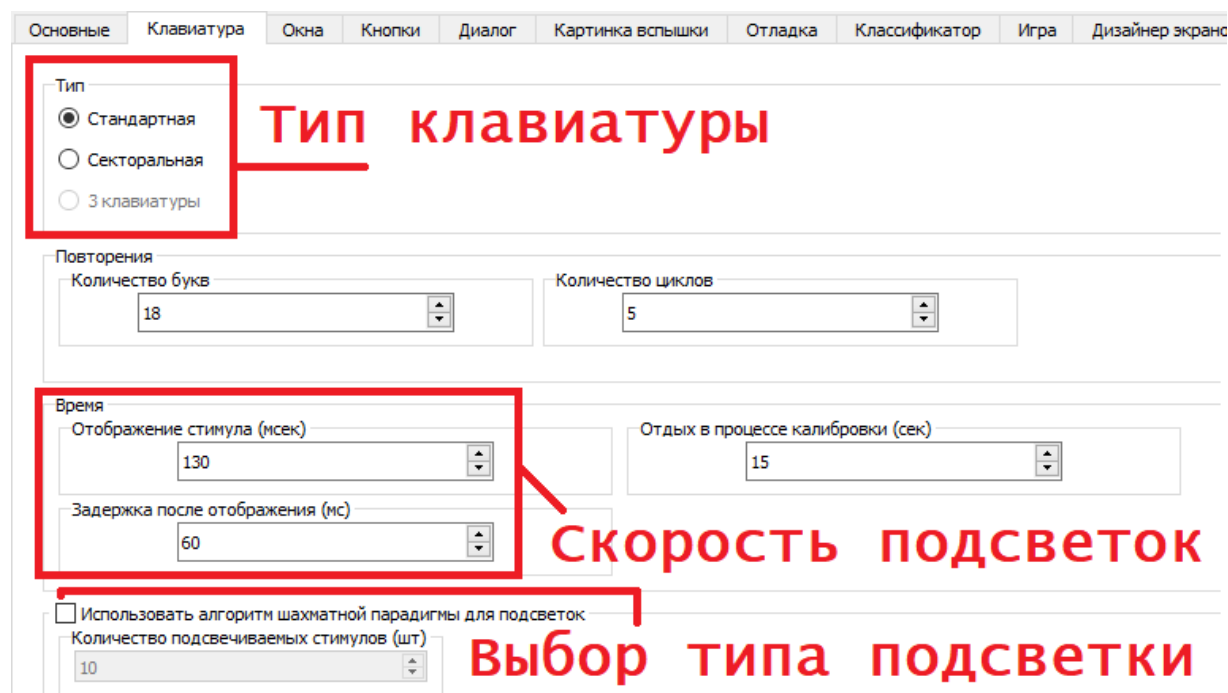 Основные Клавиатура Окна Кнопки Диалог Картинка вспышки Отладка Классификатор Игра Дизайнер экрано
Тип
Стандартная
Тип клавиатуры
Секторальная
3 клавиатуры
Повторения
Количество букв Количество циклов
18 5
Время
Отображение стимула (мсек) Отдых в процессе калибровки (сек)
130 15
Задержка после отображения (мс)
60
Скорость подсветок
Использовать алгоритм шахматной парадигмы для подсветок
Количество подсвечиваемых стимулов (шт)
10
Выбор типа подсветки